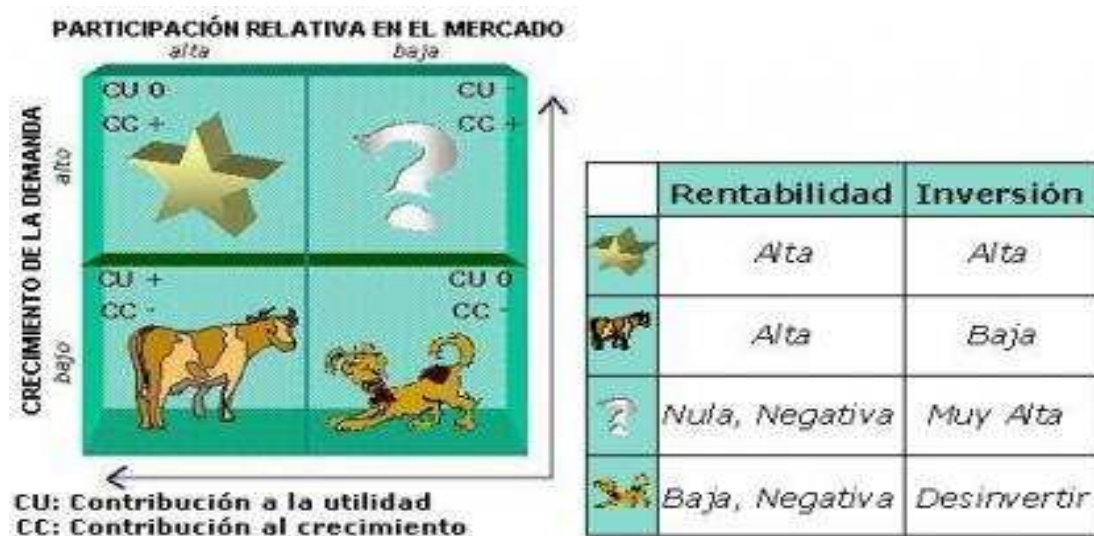 PARTICIPACIÓN RELATIVA EN EL MERCADO
alta baja
CRECIMIENTO DE LA DEMANDA
alto
bajo
CU 0
CC +
CU -
CC +
CU +
CC -
CU 0
CC -
CU: Contribución a la utilidad
CC: Contribución al crecimiento
Rentabilidad Inversión
Alta Alta
Alta Baja
Nula, Negativa Muy Alta
Baja, Negativa Desinvertir